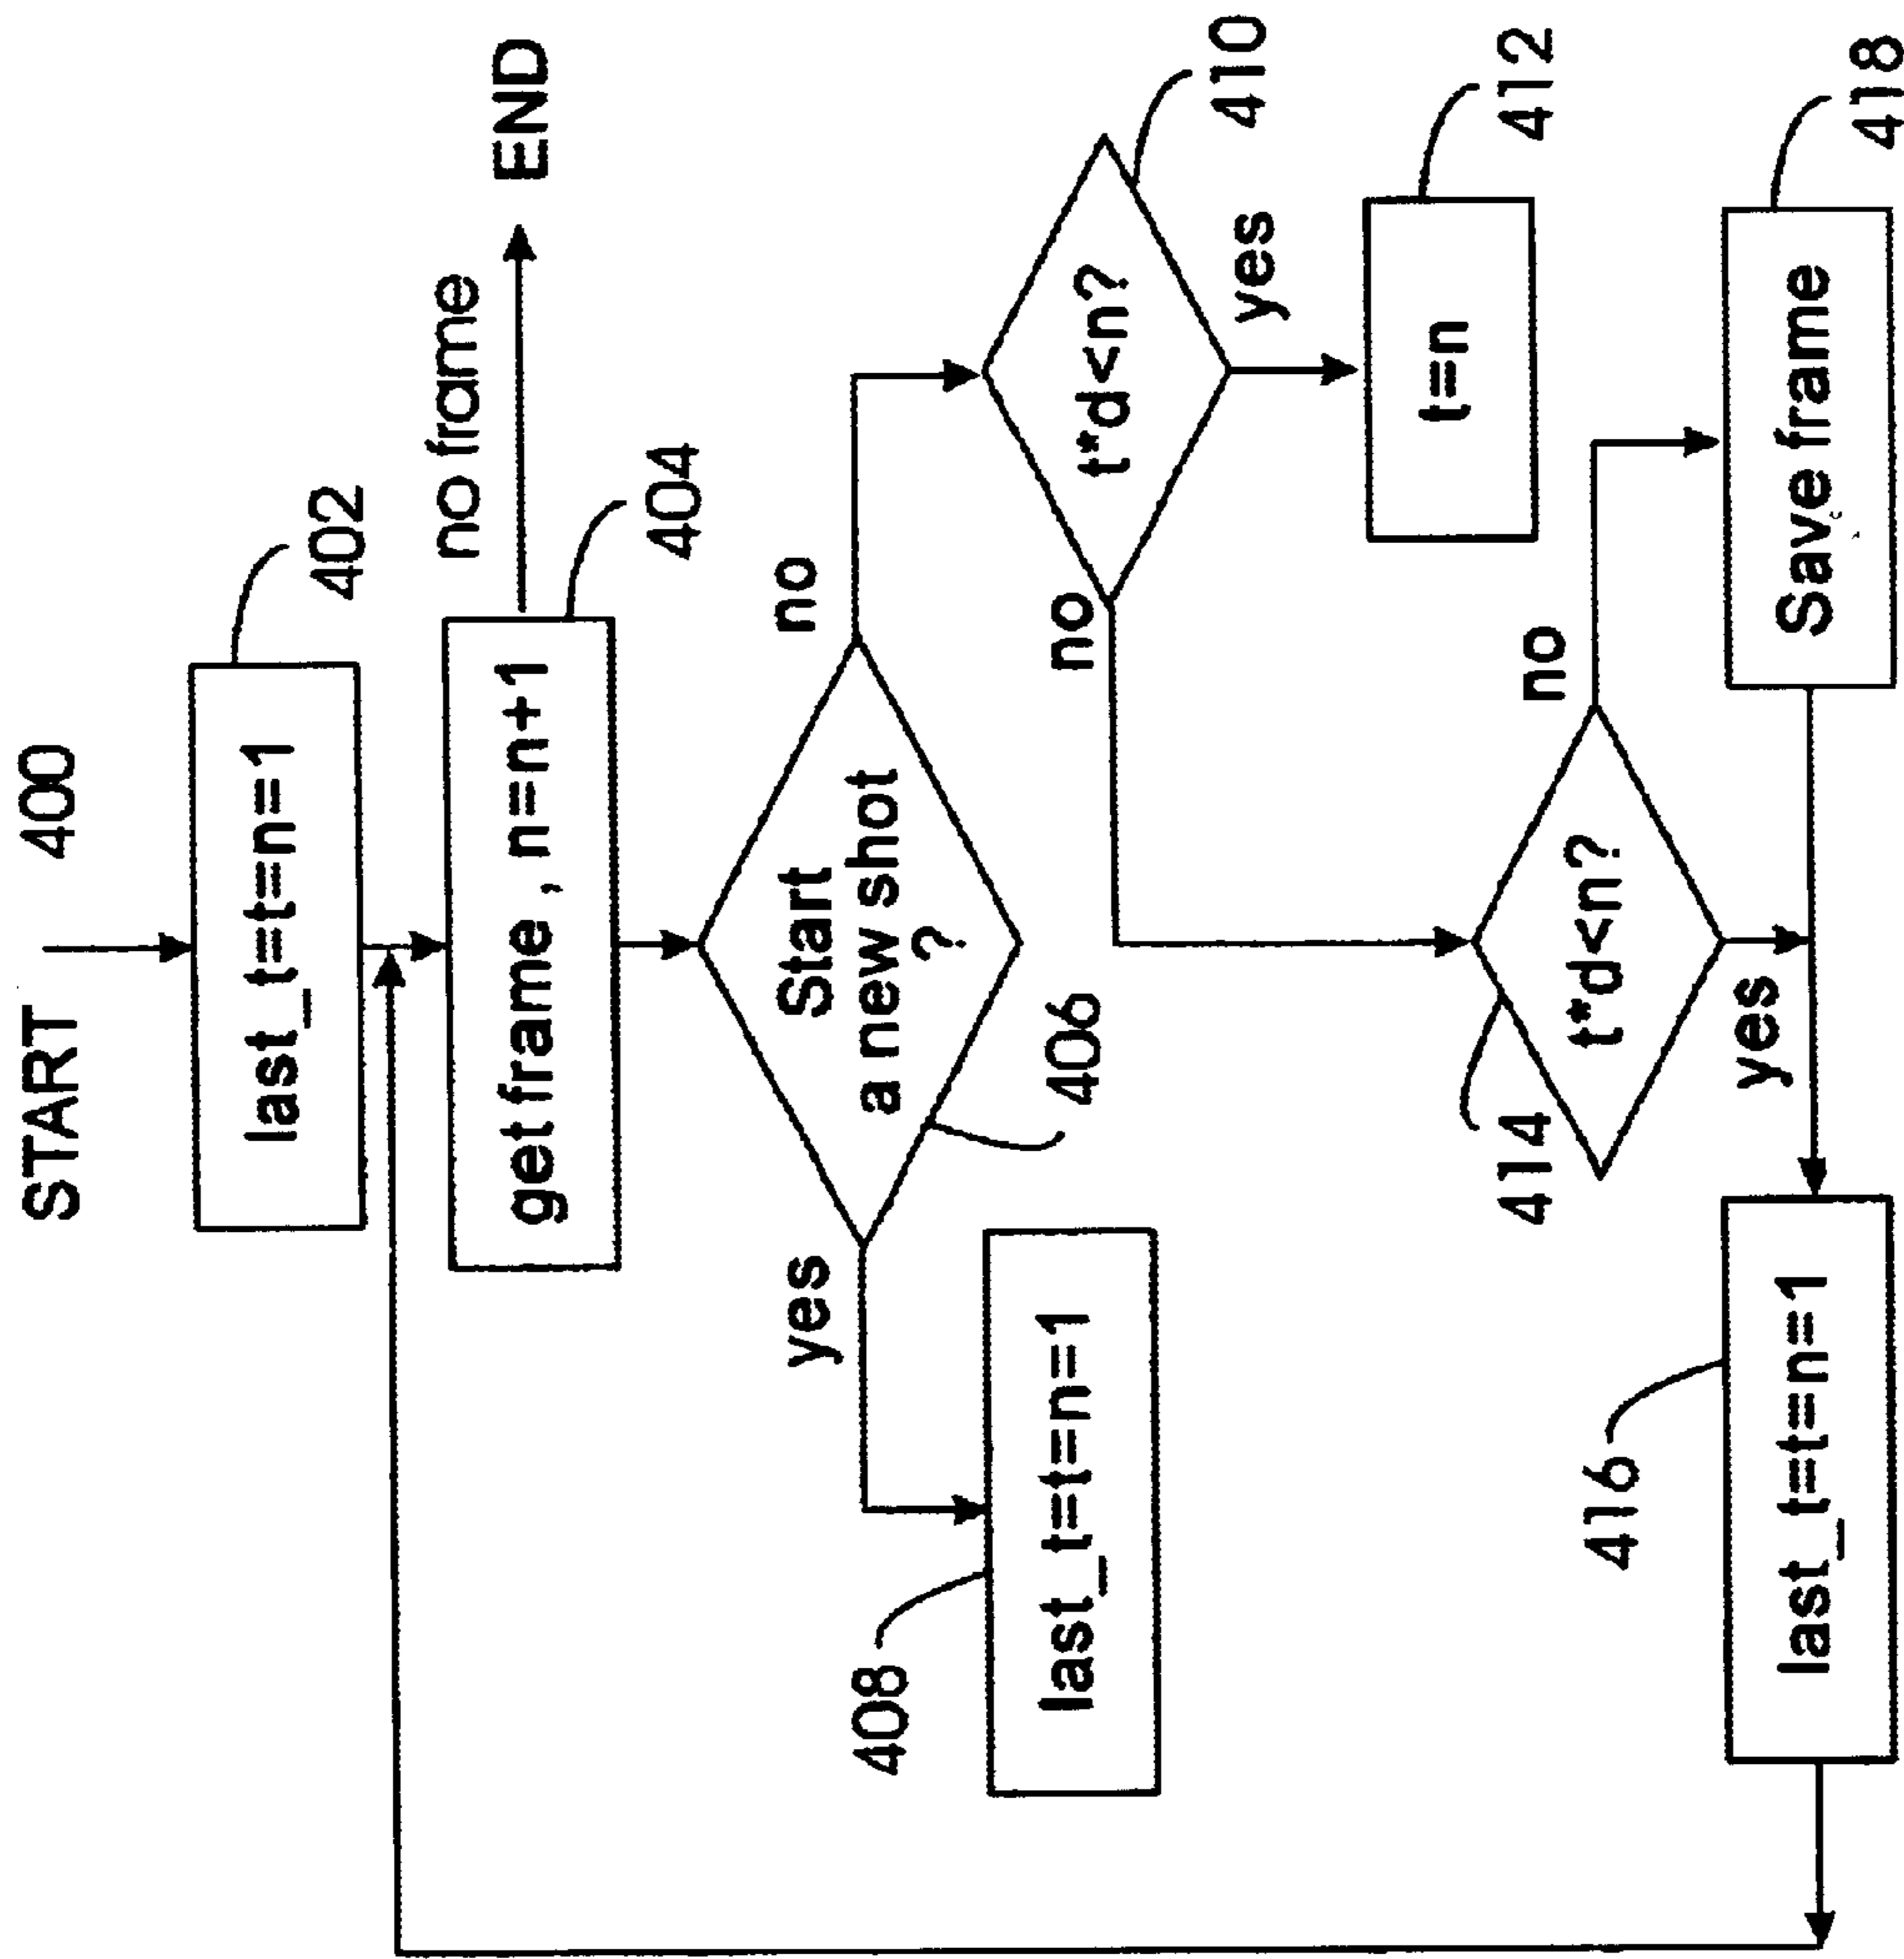 START 400
last_t=t=n=1
402
no frame
END
get frame, n=n+1
404
Start
a new shot
?
yes
no
406
408
last_t=t=n=1
t*d<n?
410
no
yes
t=n
412
414
t*d<n?
no
yes
416
last_t=t=n=1
Save frame
418